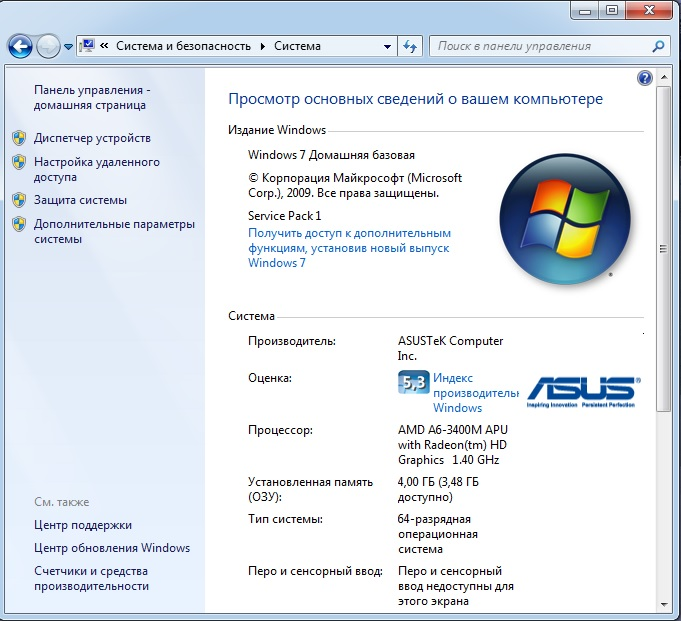 « Система и безопасность ▸ Система
Поиск в панели управления
Панель управления -
домашняя страница
Диспетчер устройств
Настройка удаленного
доступа
Защита системы
Дополнительные параметры
системы
См. также
Центр поддержки
Центр обновления Windows
Счетчики и средства
производительности
Просмотр основных сведений о вашем компьютере
Издание Windows
Windows 7 Домашняя базовая
© Корпорация Майкрософт (Microsoft
Corp.), 2009. Все права защищены.
Service Pack 1
Получить доступ к дополнительным
функциям, установив новый выпуск
Windows 7
Система
Производитель:
ASUSTeK Computer
Inc.
Оценка:
5,3
Индекс
производитель
Windows
ASUS
Inspiring Innovation Persistent Perfection
Процессор:
AMD A6-3400M APU
with Radeon(tm) HD
Graphics 1.40 GHz
Установленная память
(ОЗУ):
4,00 ГБ (3,48 ГБ
доступно)
Тип системы:
64-разрядная
операционная
система
Перо и сенсорный ввод:
Перо и сенсорный
ввод недоступны для
этого экрана